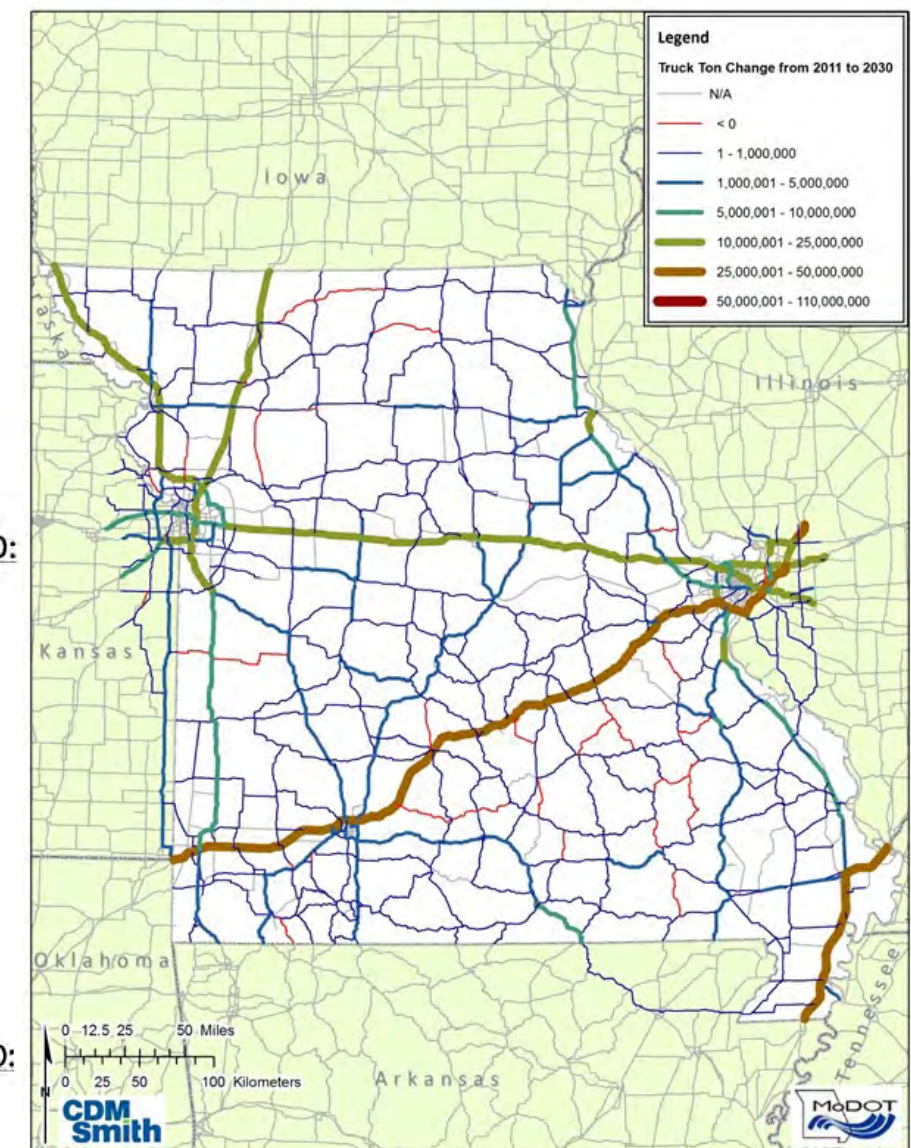 Legend
Truck Ton Change from 2011 to 2030
N/A
< 0
1 - 1,000,000
1,000,001 - 5,000,000
5,000,001 - 10,000,000
10,000,001 - 25,000,000
25,000,001 - 50,000,000
50,000,001 - 110,000,000
Iowa
raska
Illinois
0:
Kansas
Oklahoma
Tennessee
0:
0 12.5 25 50 Miles
0 25 50 100 Kilometers
N
Arkansas
CDM
Smith
MoDOT